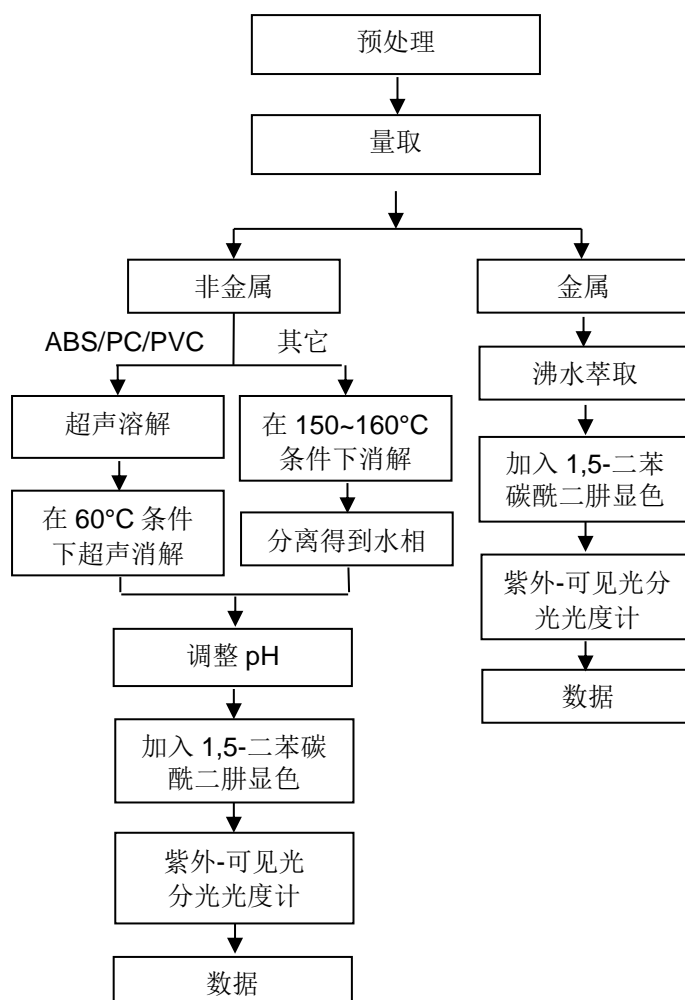 预处理
量取
非金属
金属
ABS/PC/PVC
其它
超声溶解
在 60°C 条件
下超声消解
在 150~160°C
条件下消解
分离得到水相
调整 pH
加入 1,5-二苯碳
酰二肼显色
紫外-可见光
分光光度计
数据
沸水萃取
加入 1,5-二苯
碳酰二肼显色
紫外-可见光分
光光度计
数据